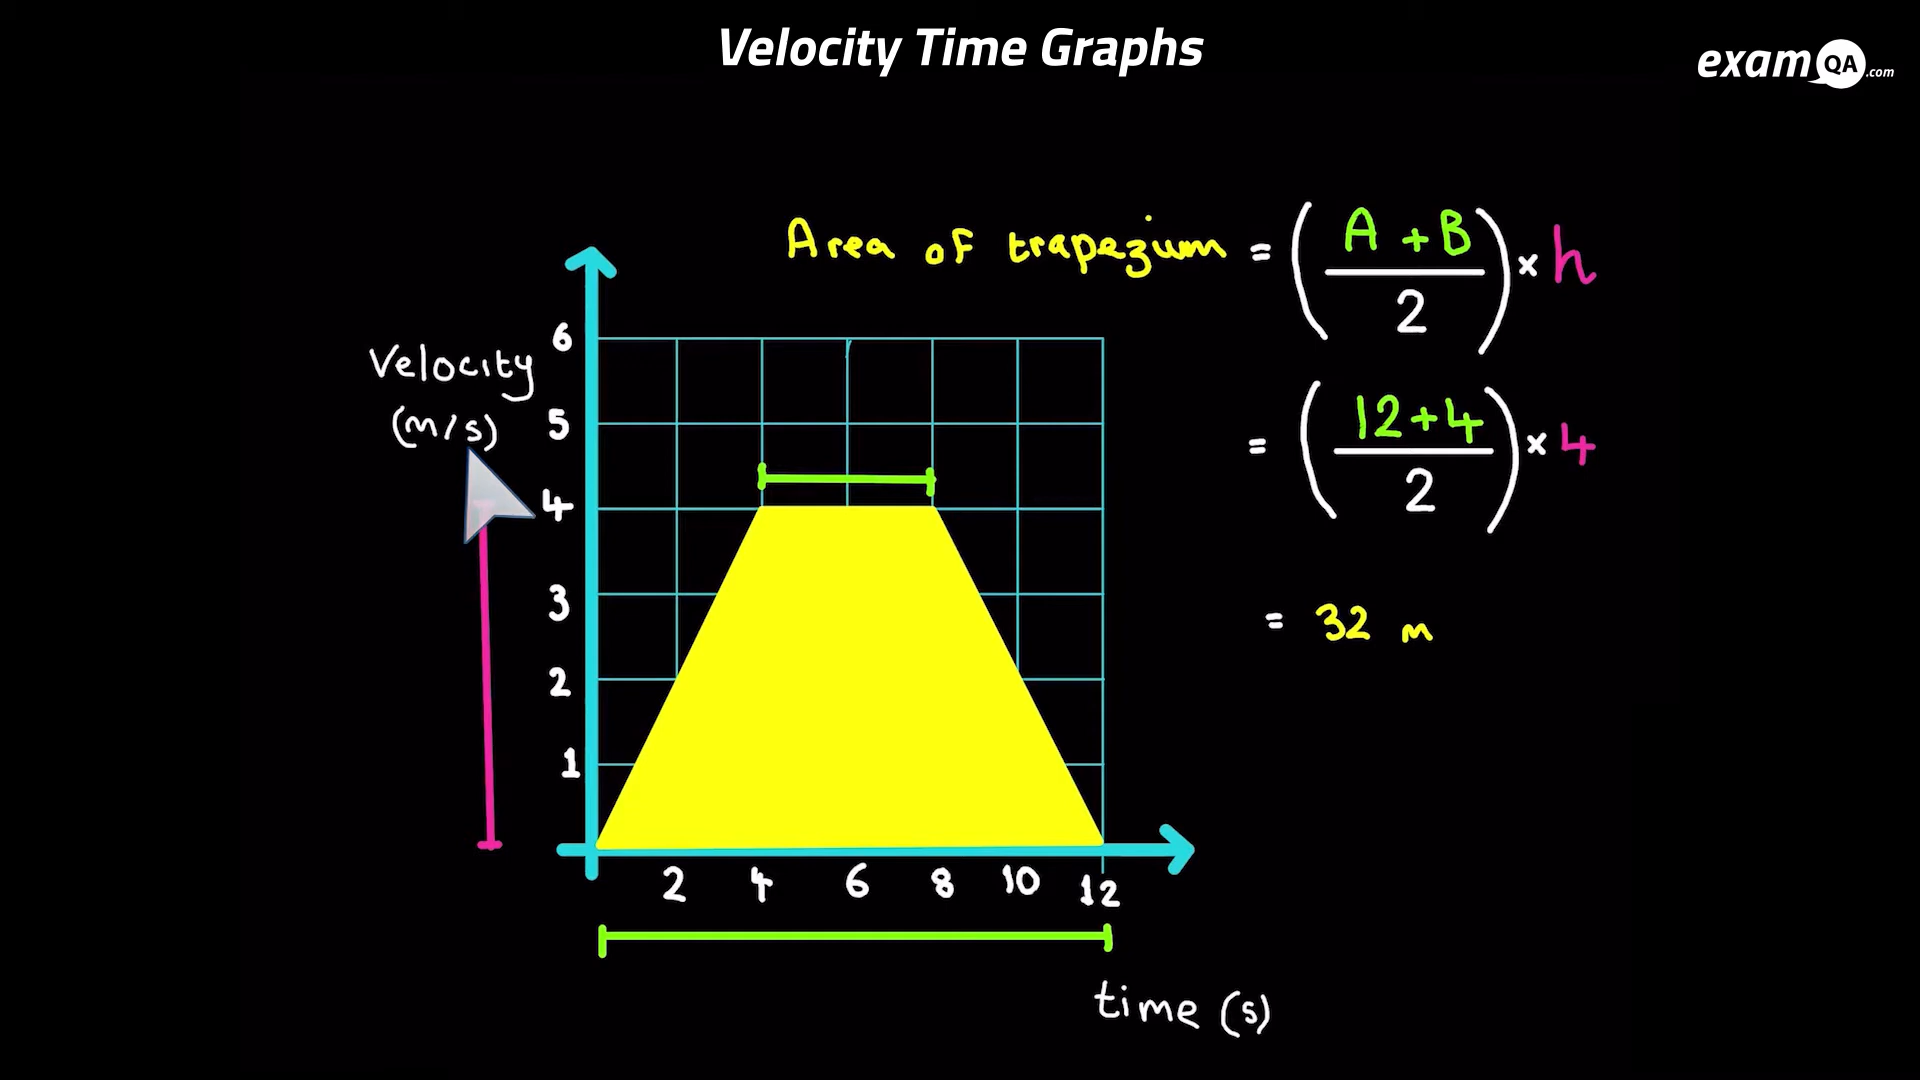 Velocity Time Graphs
examQA.com
Area of trapezium = (A + B / 2) × h
= (12 + 4 / 2) × 4
= 32 m
Velocity
(m/s)
6
5
4
3
2
1
2 4 6 8 10 12
time (s)